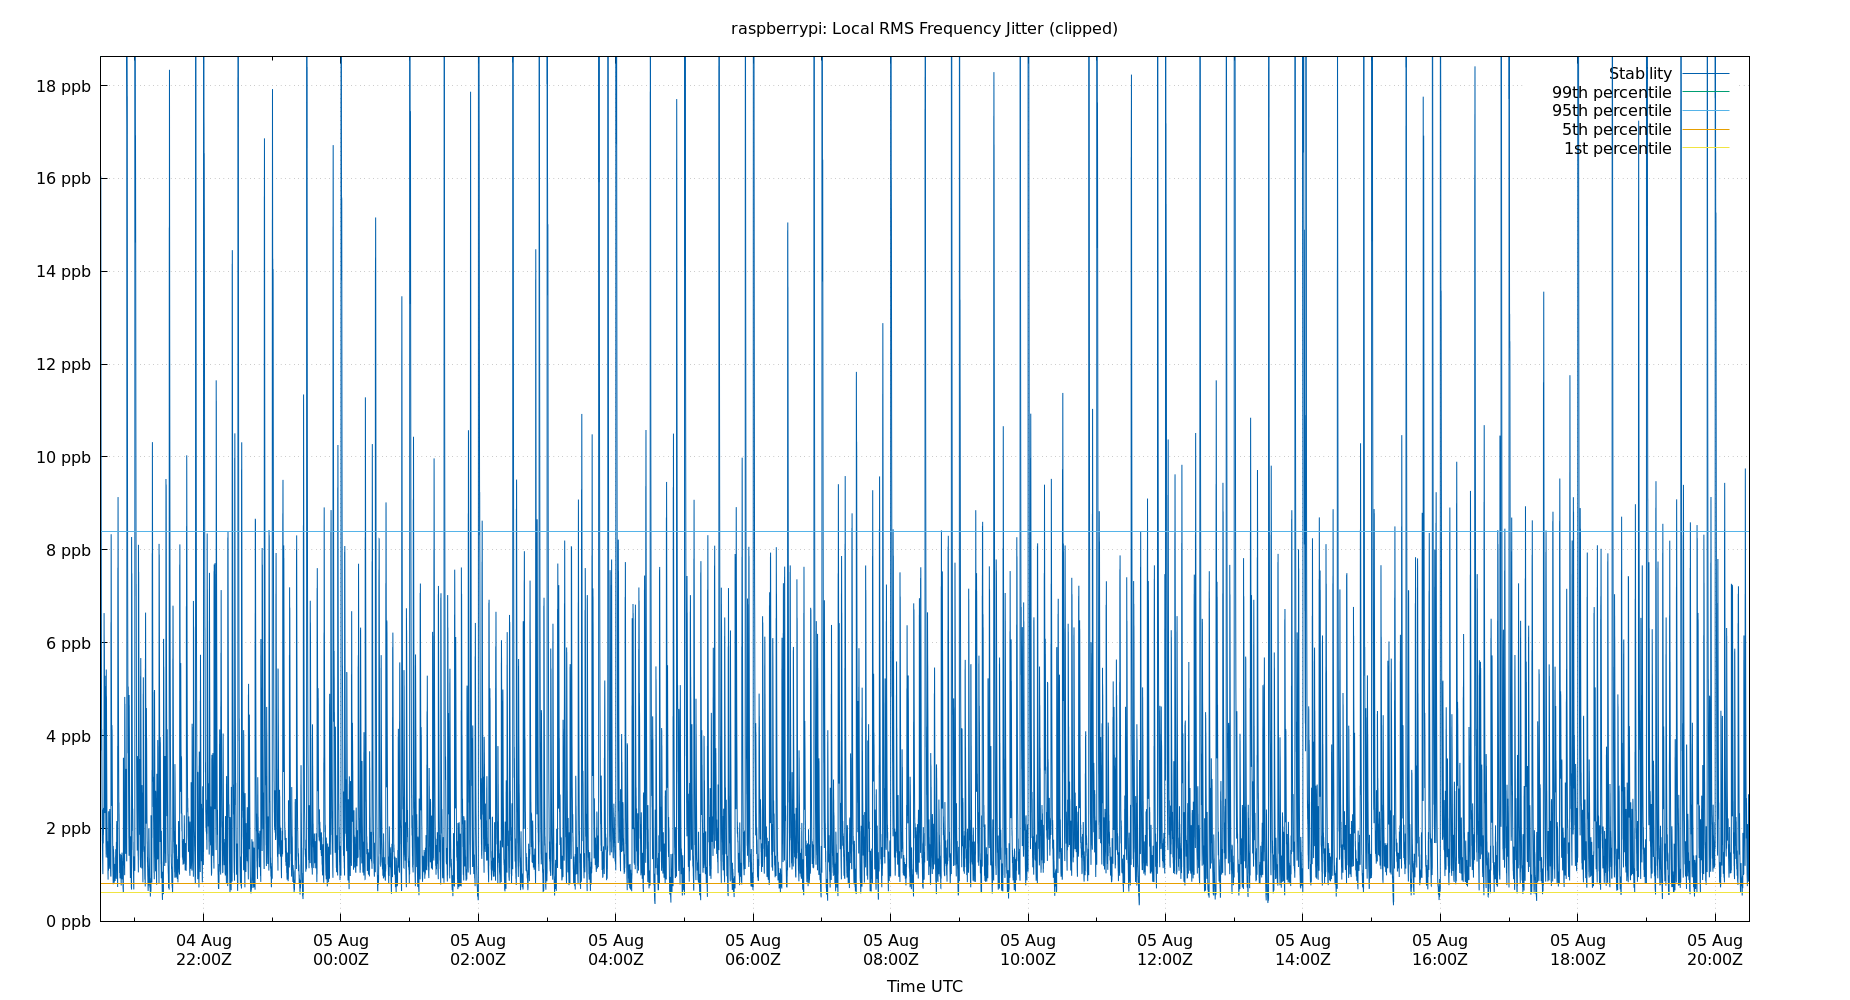 raspberrypi: Local RMS Frequency Jitter (clipped)
18 ppb
16 ppb
14 ppb
12 ppb
10 ppb
8 ppb
6 ppb
4 ppb
2 ppb
0 ppb
Stability
99th percentile
95th percentile
5th percentile
1st percentile
04 Aug
22:00Z
05 Aug
00:00Z
05 Aug
02:00Z
05 Aug
04:00Z
05 Aug
06:00Z
05 Aug
08:00Z
05 Aug
10:00Z
05 Aug
12:00Z
05 Aug
14:00Z
05 Aug
16:00Z
05 Aug
18:00Z
05 Aug
20:00Z
Time UTC